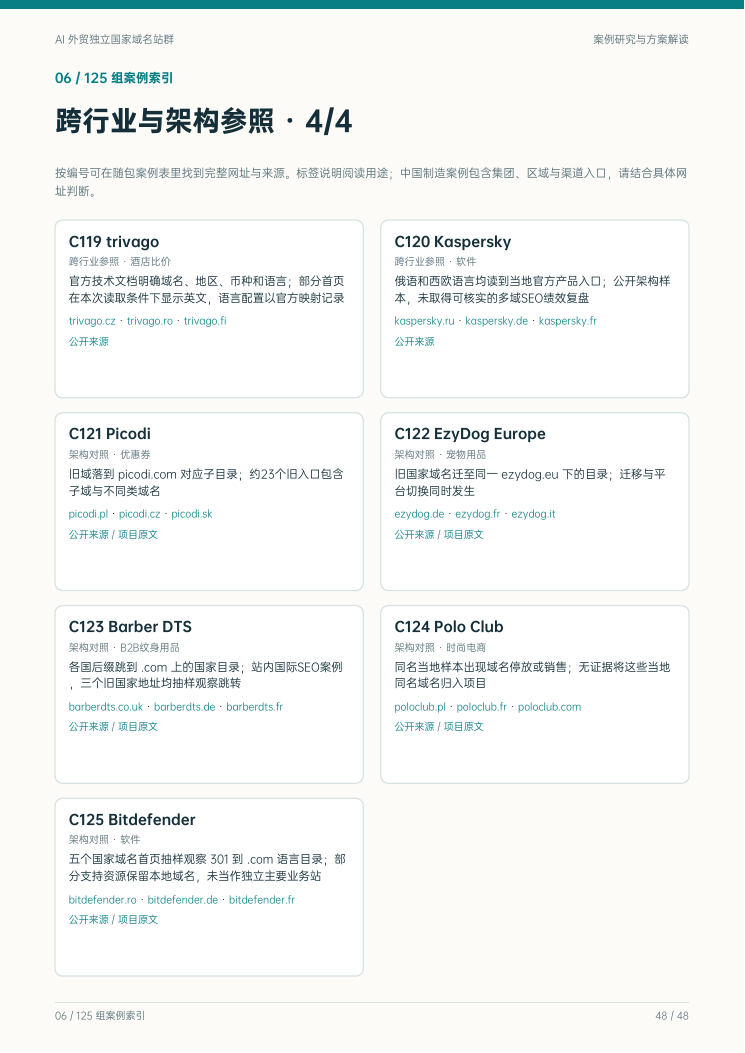 AI 外贸独立国家域名站群
案例研究与方案解读
06 / 125 组案例索引
跨行业与架构参照 · 4/4
按编号可在随包案例表里找到完整网址与来源。标签说明阅读用途；中国制造案例包含集团、区域与渠道入口，请结合具体网
址判断。
C119 trivago
跨行业参照 · 酒店比价
官方技术文档明确域名、地区、币种和语言；部分首页
在本次读取条件下显示英文，语言配置以官方映射记录
trivago.cz · trivago.ro · trivago.fi
公开来源
C120 Kaspersky
跨行业参照 · 软件
俄语和西欧语言均读到当地官方产品入口；公开架构样
本，未取得可核实的多域SEO绩效复盘
kaspersky.ru · kaspersky.de · kaspersky.fr
公开来源
C121 Picodi
架构对照 · 优惠券
旧域落到 picodi.com 对应子目录；约23个旧入口包含
子域与不同类域名
picodi.pl · picodi.cz · picodi.sk
公开来源 / 项目原文
C122 EzyDog Europe
架构对照 · 宠物用品
旧国家域名迁至同一 ezydog.eu 下的目录；迁移与平
台切换同时发生
ezydog.de · ezydog.fr · ezydog.it
公开来源 / 项目原文
C123 Barber DTS
架构对照 · B2B纹身用品
各国后缀跳到 .com 上的国家目录；站内国际SEO案例
，三个旧国家地址均抽样观察跳转
barberdts.co.uk · barberdts.de · barberdts.fr
公开来源 / 项目原文
C124 Polo Club
架构对照 · 时尚电商
同名当地样本出现域名停放或销售；无证据将这些当地
同名域名归入项目
poloclub.pl · poloclub.fr · poloclub.com
公开来源 / 项目原文
C125 Bitdefender
架构对照 · 软件
五个国家域名首页抽样观察 301 到 .com 语言目录；部
分支持资源保留本地域名，未当作独立主要业务站
bitdefender.ro · bitdefender.de · bitdefender.fr
公开来源 / 项目原文
06 / 125 组案例索引
48 / 48